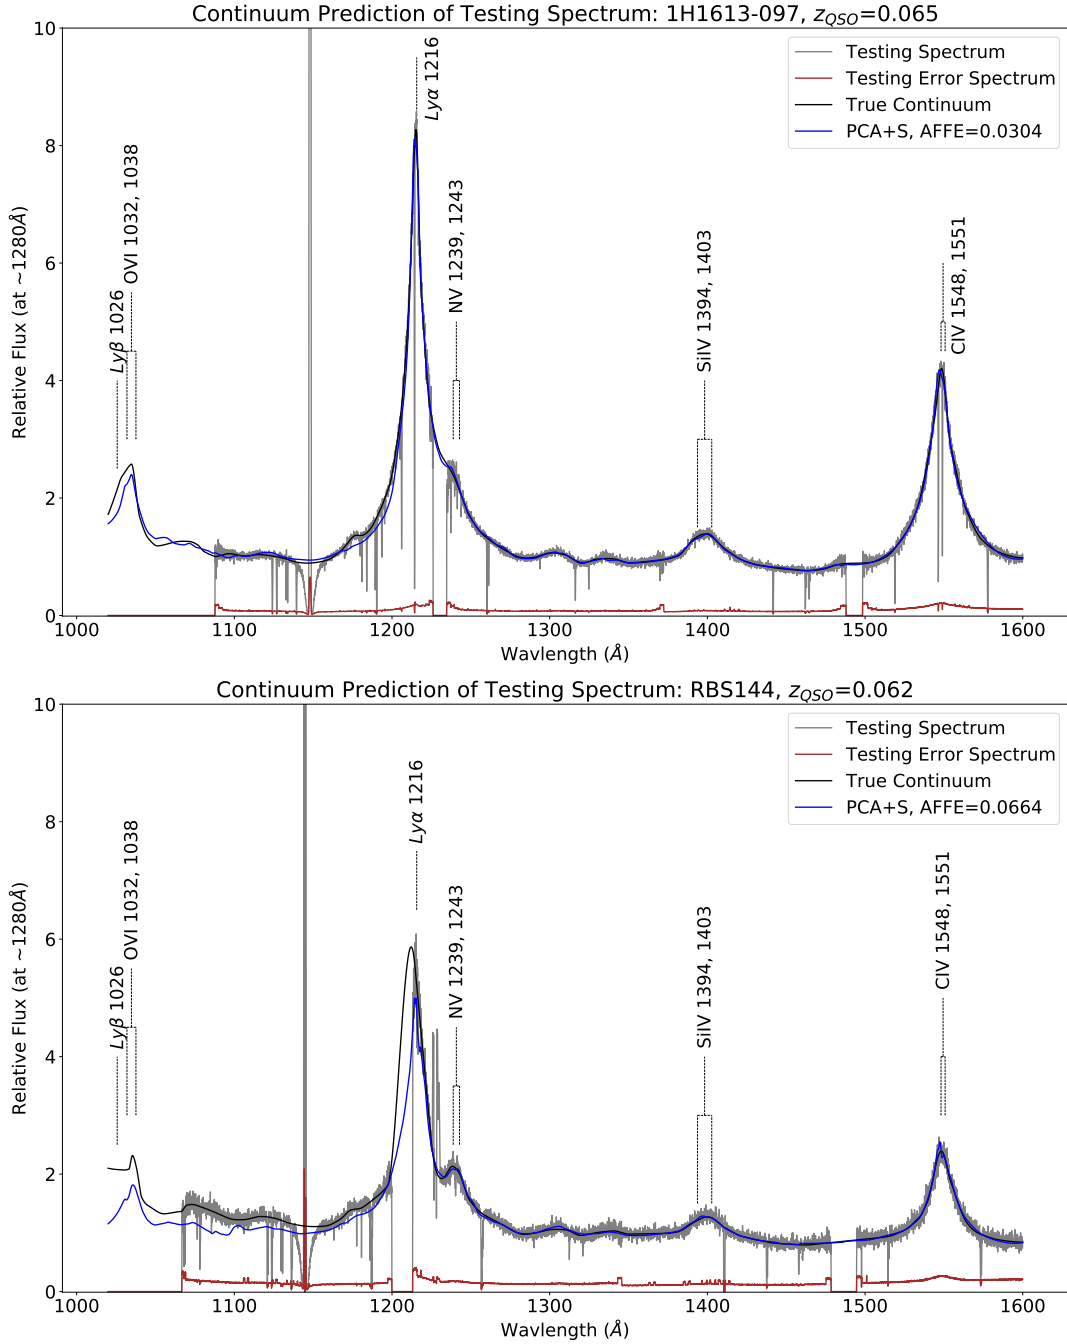 Continuum Prediction of Testing Spectrum: 1H1613-097, zQSO=0.065
Relative Flux (at ~1280Å)
10
8
6
4
2
0
Testing Spectrum
Testing Error Spectrum
True Continuum
PCA+S, AFFE=0.0304
Lyβ 1026
OVI 1032, 1038
Lyα 1216
NV 1239, 1243
SiIV 1394, 1403
CIV 1548, 1551
1000
1100
1200
1300
1400
1500
1600
Wavlength (Å)
Continuum Prediction of Testing Spectrum: RBS144, zQSO=0.062
Relative Flux (at ~1280Å)
10
8
6
4
2
0
Testing Spectrum
Testing Error Spectrum
True Continuum
PCA+S, AFFE=0.0664
Lyβ 1026
OVI 1032, 1038
Lyα 1216
NV 1239, 1243
SiIV 1394, 1403
CIV 1548, 1551
1000
1100
1200
1300
1400
1500
1600
Wavlength (Å)